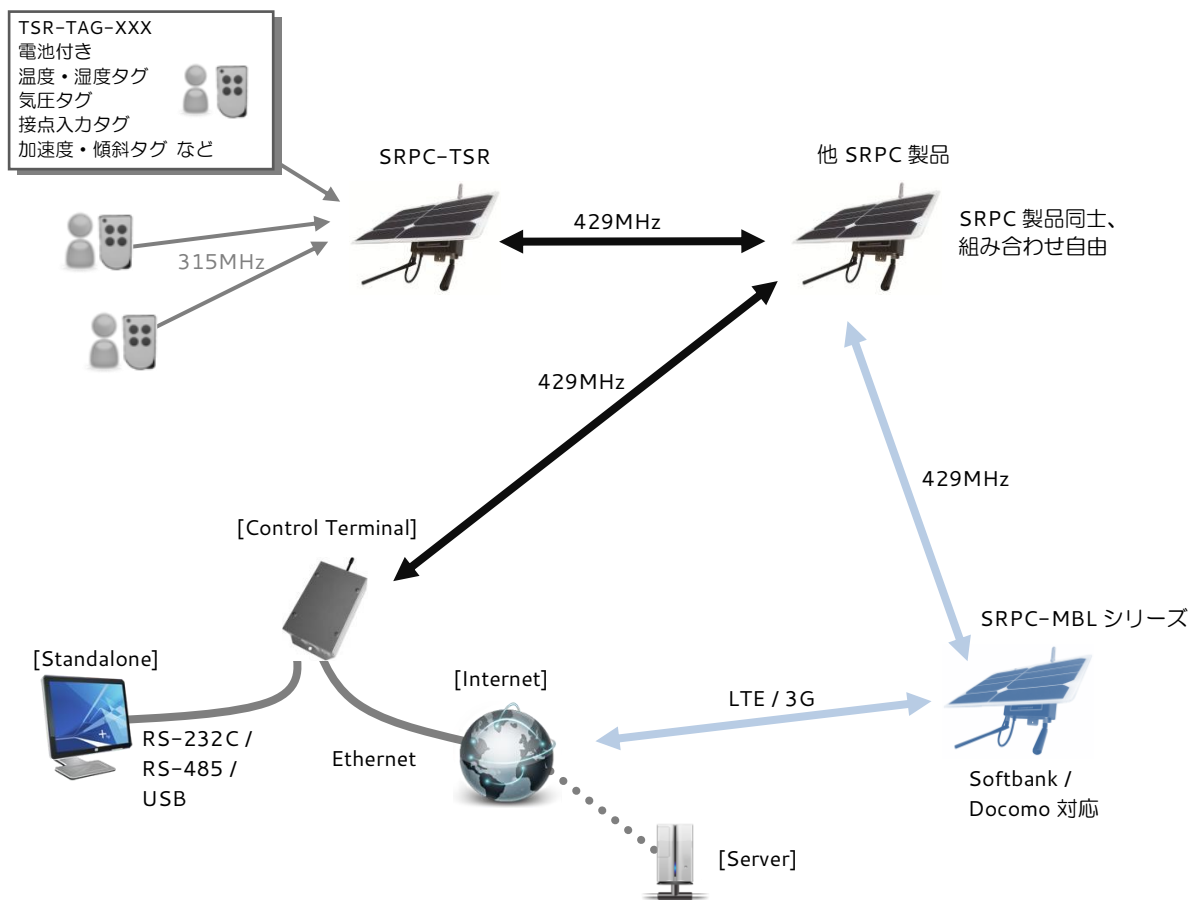 TSR-TAG-XXX
電池付き
温度・湿度タグ
気圧タグ
接点入力タグ
加速度・傾斜タグ など
SRPC-TSR
他 SRPC 製品
429MHz
SRPC 製品同士、
組み合わせ自由
315MHz
429MHz
429MHz
[Control Terminal]
SRPC-MBL シリーズ
[Standalone]
[Internet]
LTE / 3G
RS-232C /
RS-485 /
USB
Ethernet
Softbank /
Docomo 対応
[Server]